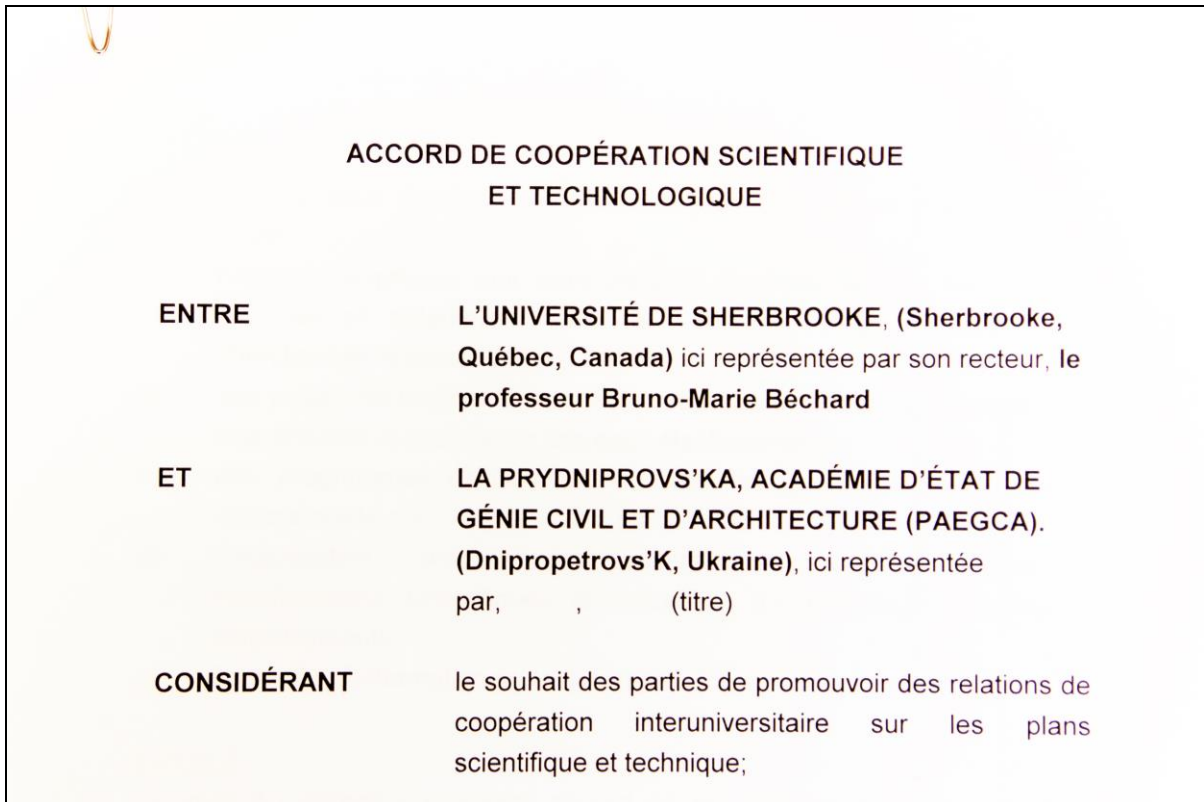 ACCORD DE COOPÉRATION SCIENTIFIQUE
ET TECHNOLOGIQUE
ENTRE L'UNIVERSITÉ DE SHERBROOKE, (Sherbrooke,
Québec, Canada) ici représentée par son recteur, le
professeur Bruno-Marie Béchard
ET LA PRYDNIPROVS'KA, ACADÉMIE D'ÉTAT DE
GÉNIE CIVIL ET D'ARCHITECTURE (PAEGCA).
(Dnipropetrovs'K, Ukraine), ici représentée
par, , (titre)
CONSIDÉRANT le souhait des parties de promouvoir des relations de
coopération interuniversitaire sur les plans
scientifique et technique;